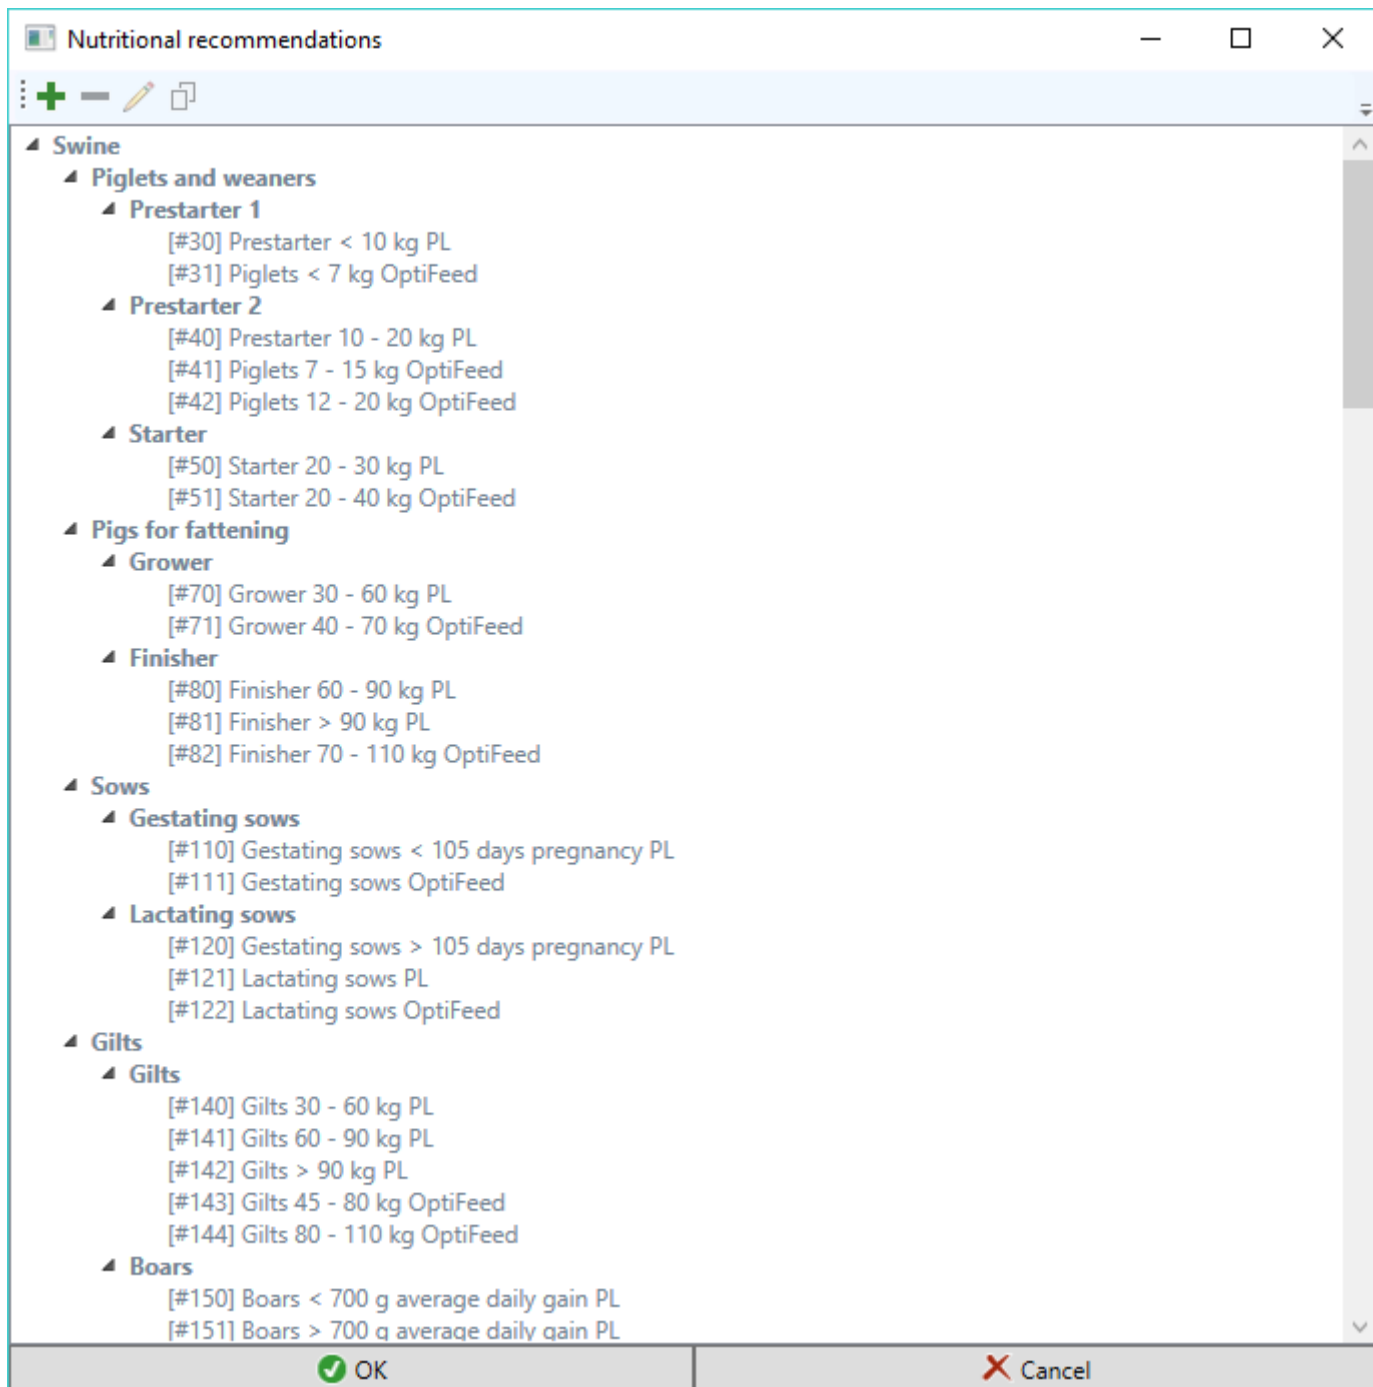 Nutritional recommendations
Swine
Piglets and weaners
Prestarter 1
[#30] Prestarter < 10 kg PL
[#31] Piglets < 7 kg OptiFeed
Prestarter 2
[#40] Prestarter 10 - 20 kg PL
[#41] Piglets 7 - 15 kg OptiFeed
[#42] Piglets 12 - 20 kg OptiFeed
Starter
[#50] Starter 20 - 30 kg PL
[#51] Starter 20 - 40 kg OptiFeed
Pigs for fattening
Grower
[#70] Grower 30 - 60 kg PL
[#71] Grower 40 - 70 kg OptiFeed
Finisher
[#80] Finisher 60 - 90 kg PL
[#81] Finisher > 90 kg PL
[#82] Finisher 70 - 110 kg OptiFeed
Sows
Gestating sows
[#110] Gestating sows < 105 days pregnancy PL
[#111] Gestating sows OptiFeed
Lactating sows
[#120] Gestating sows > 105 days pregnancy PL
[#121] Lactating sows PL
[#122] Lactating sows OptiFeed
Gilts
Gilts
[#140] Gilts 30 - 60 kg PL
[#141] Gilts 60 - 90 kg PL
[#142] Gilts > 90 kg PL
[#143] Gilts 45 - 80 kg OptiFeed
[#144] Gilts 80 - 110 kg OptiFeed
Boars
[#150] Boars < 700 g average daily gain PL
[#151] Boars > 700 g average daily gain PL
OK
Cancel